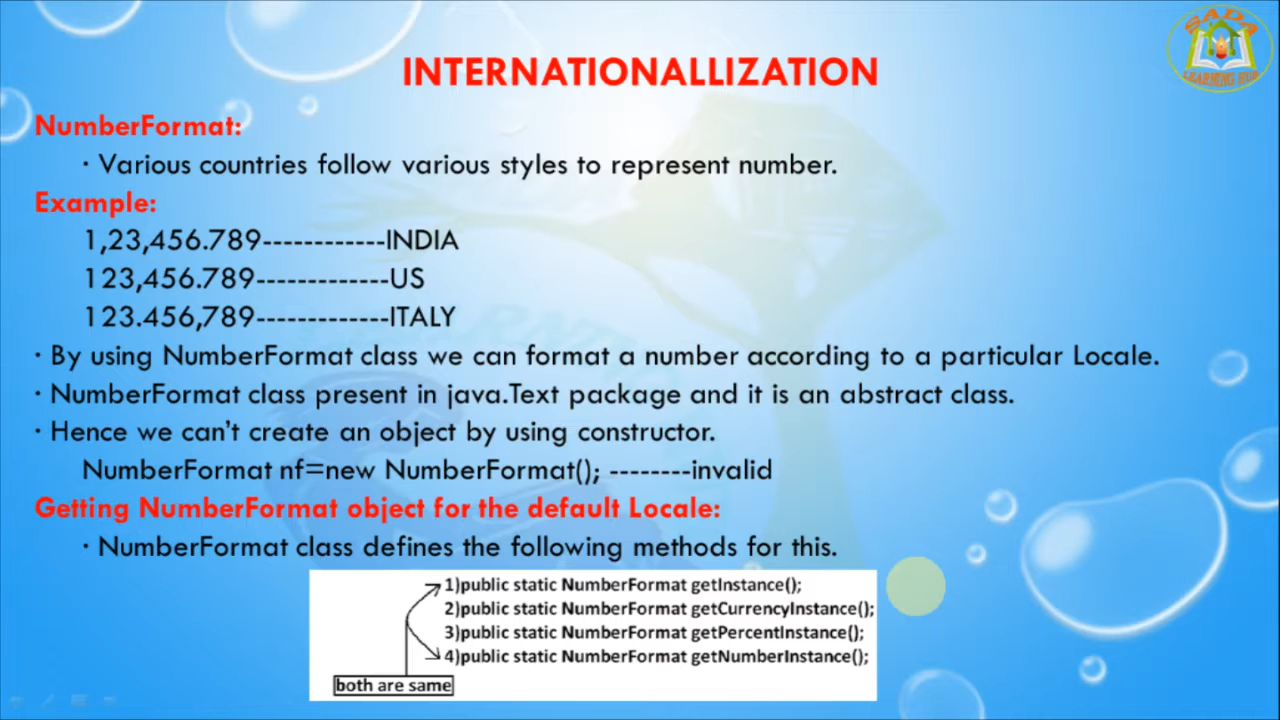 SADA
LEARNING HUB
INTERNATIONALLIZATION
NumberFormat:
· Various countries follow various styles to represent number.
Example:
1,23,456.789------------INDIA
123,456.789-------------US
123.456,789-------------ITALY
· By using NumberFormat class we can format a number according to a particular Locale.
· NumberFormat class present in java.Text package and it is an abstract class.
· Hence we can't create an object by using constructor.
NumberFormat nf=new NumberFormat(); --------invalid
Getting NumberFormat object for the default Locale:
· NumberFormat class defines the following methods for this.
1)public static NumberFormat getInstance();
2)public static NumberFormat getCurrencyInstance();
3)public static NumberFormat getPercentInstance();
4)public static NumberFormat getNumberInstance();
both are same